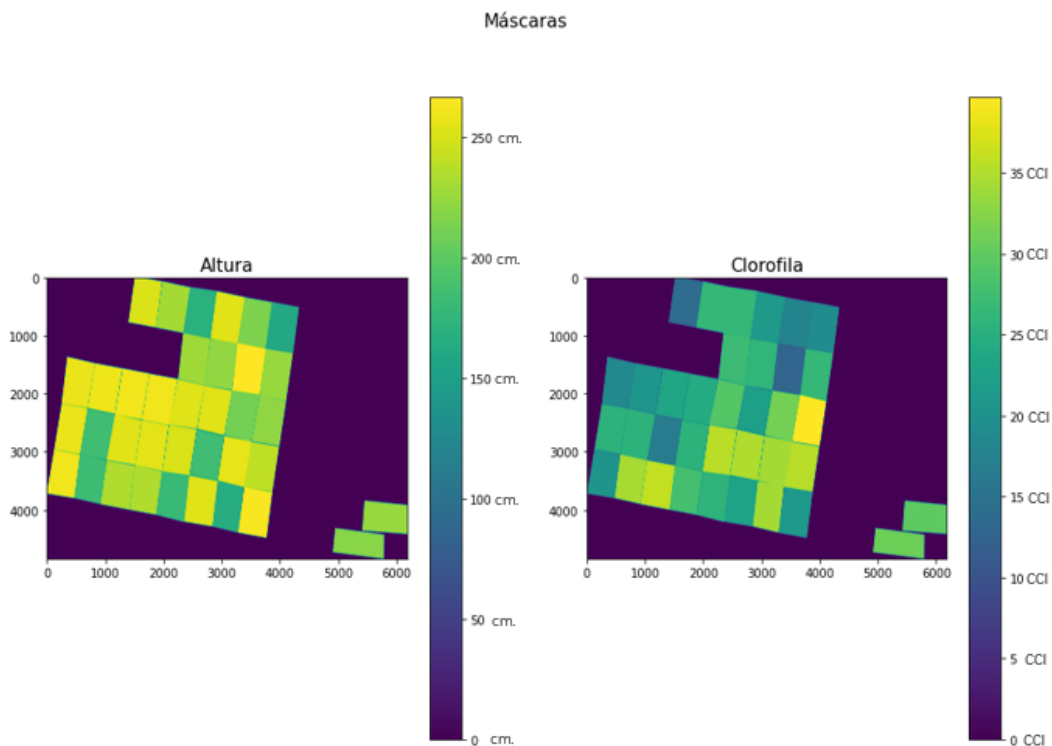 Máscaras
Altura
0
1000
2000
3000
4000
0 1000 2000 3000 4000 5000 6000
250 cm.
200 cm.
150 cm.
100 cm.
50 cm.
0 cm.
Clorofila
0
1000
2000
3000
4000
0 1000 2000 3000 4000 5000 6000
35 CCI
30 CCI
25 CCI
20 CCI
15 CCI
10 CCI
5 CCI
0 CCI